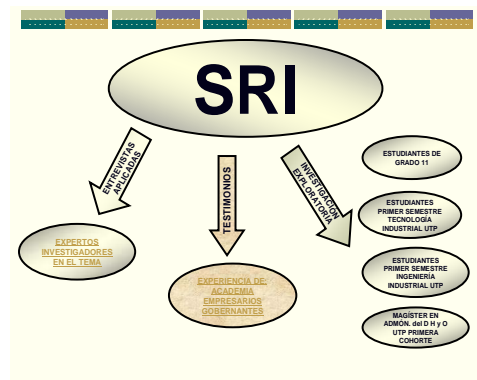 SRI
ENTREVISTAS
APLICADAS
TESTIMONIOS
INVESTIGACIÓN
EXPLORATORIA
EXPERTOS
INVESTIGADORES
EN EL TEMA
EXPERIENCIA DE:
ACADEMIA
EMPRESARIOS
GOBERNANTES
ESTUDIANTES DE
GRADO 11
ESTUDIANTES
PRIMER SEMESTRE
TECNOLOGÍA
INDUSTRIAL UTP
ESTUDIANTES
PRIMER SEMESTRE
INGENIERÍA
INDUSTRIAL UTP
MAGÍSTER EN
ADMÓN. del D H y O
UTP PRIMERA
COHORTE